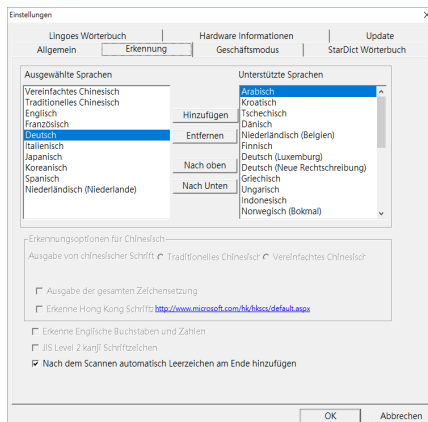 Einstellungen
Lingoes Wörterbuch Hardware Informationen Update
Allgemein Erkennung Geschäftsmodus StarDict Wörterbuch
Ausgewählte Sprachen
Vereinfachtes Chinesisch
Traditionelles Chinesisch
Englisch
Französisch
Deutsch
Italienisch
Japanisch
Koreanisch
Spanisch
Niederländisch (Niederlande)
Hinzufügen
Entfernen
Nach oben
Nach Unten
Unterstützte Sprachen
Arabisch
Kroatisch
Tschechisch
Dänisch
Niederländisch (Belgien)
Finnisch
Deutsch (Luxemburg)
Deutsch (Neue Rechtschreibung)
Griechisch
Ungarisch
Indonesisch
Norwegisch (Bokmal)
Erkennungsoptionen für Chinesisch
Ausgabe von chinesischer Schrift Traditionelles Chinesisch Vereinfachtes Chinesisch
Ausgabe der gesamten Zeichensetzung
Erkenne Hong Kong Schrift: http://www.microsoft.com/hk/hkscs/default.aspx
Erkenne Englische Buchstaben und Zahlen
JIS Level 2 kanji Schriftzeichen
Nach dem Scannen automatisch Leerzeichen am Ende hinzufügen
OK Abbrechen